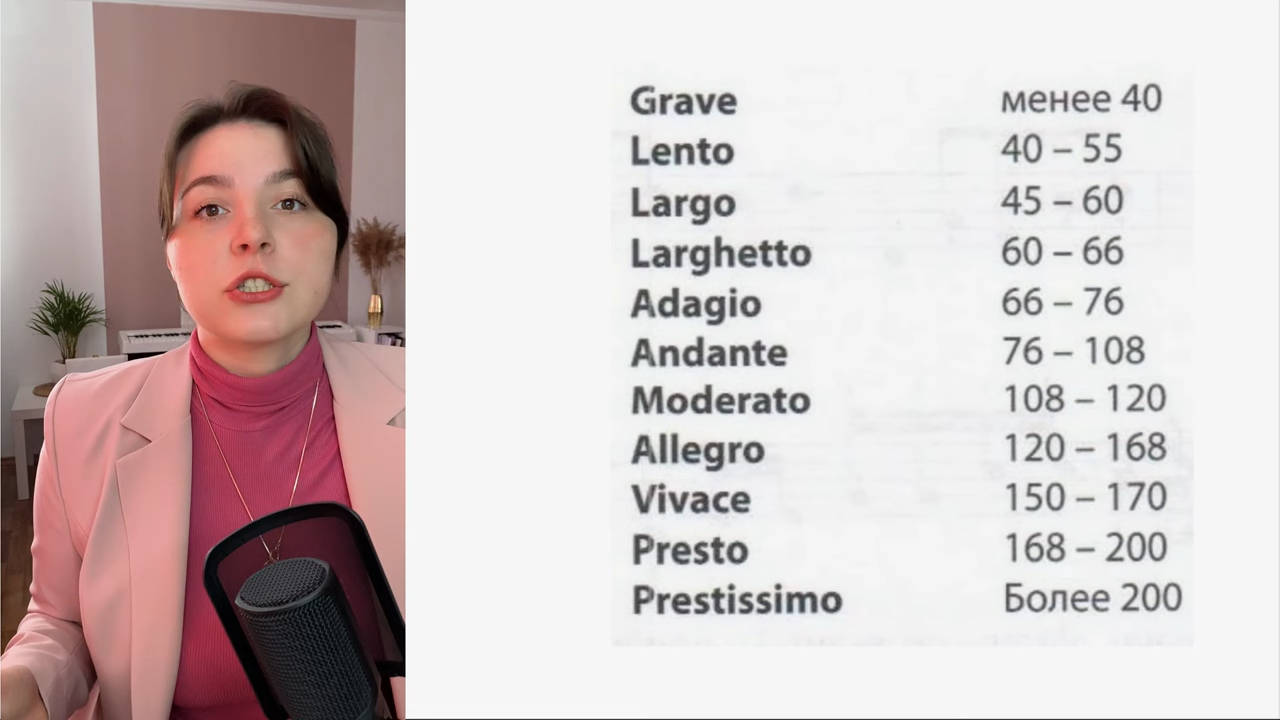 Grave менее 40
Lento 40 – 55
Largo 45 – 60
Larghetto 60 – 66
Adagio 66 – 76
Andante 76 – 108
Moderato 108 – 120
Allegro 120 – 168
Vivace 150 – 170
Presto 168 – 200
Prestissimo Более 200